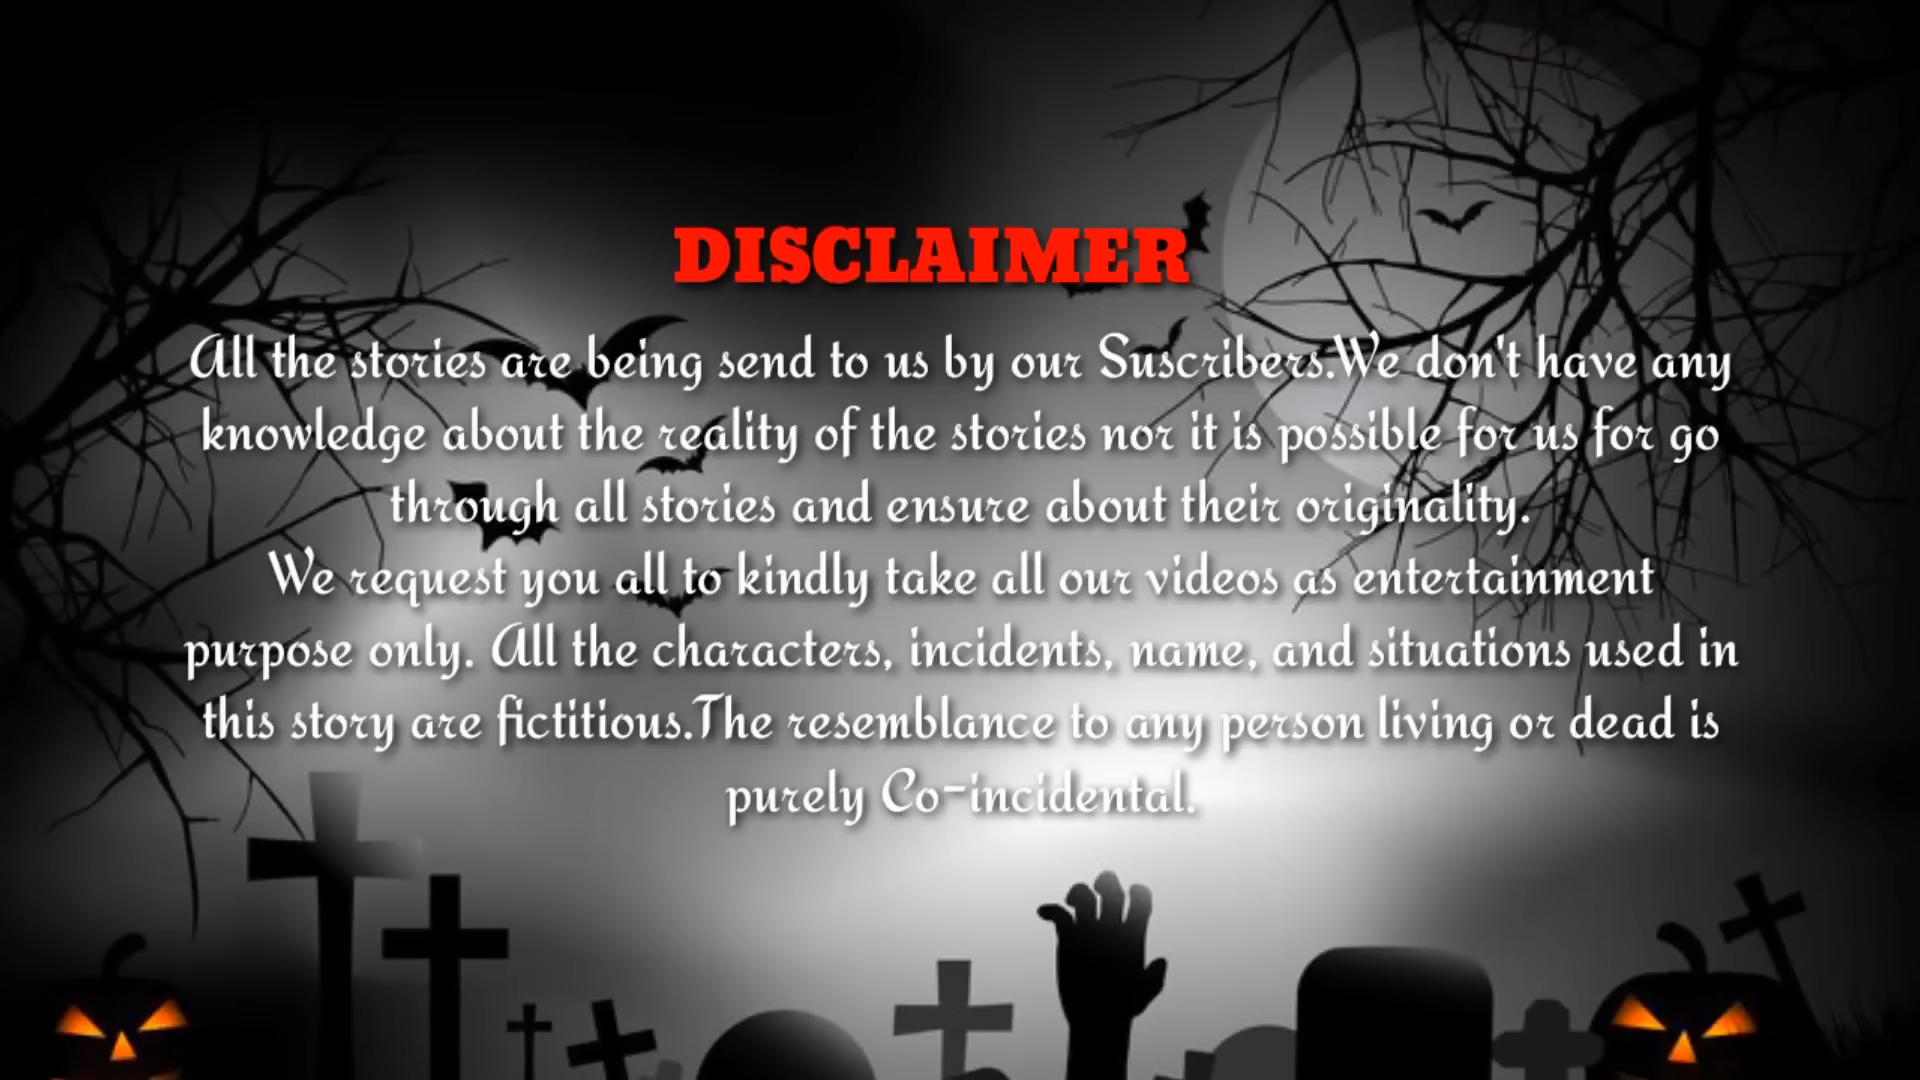 DISCLAIMER
All the stories are being send to us by our Suscribers.We don't have any
knowledge about the reality of the stories nor it is possible for us for go
through all stories and ensure about their originality.
We request you all to kindly take all our videos as entertainment
purpose only. All the characters, incidents, name, and situations used in
this story are fictitious.The resemblance to any person living or dead is
purely Co-incidental.